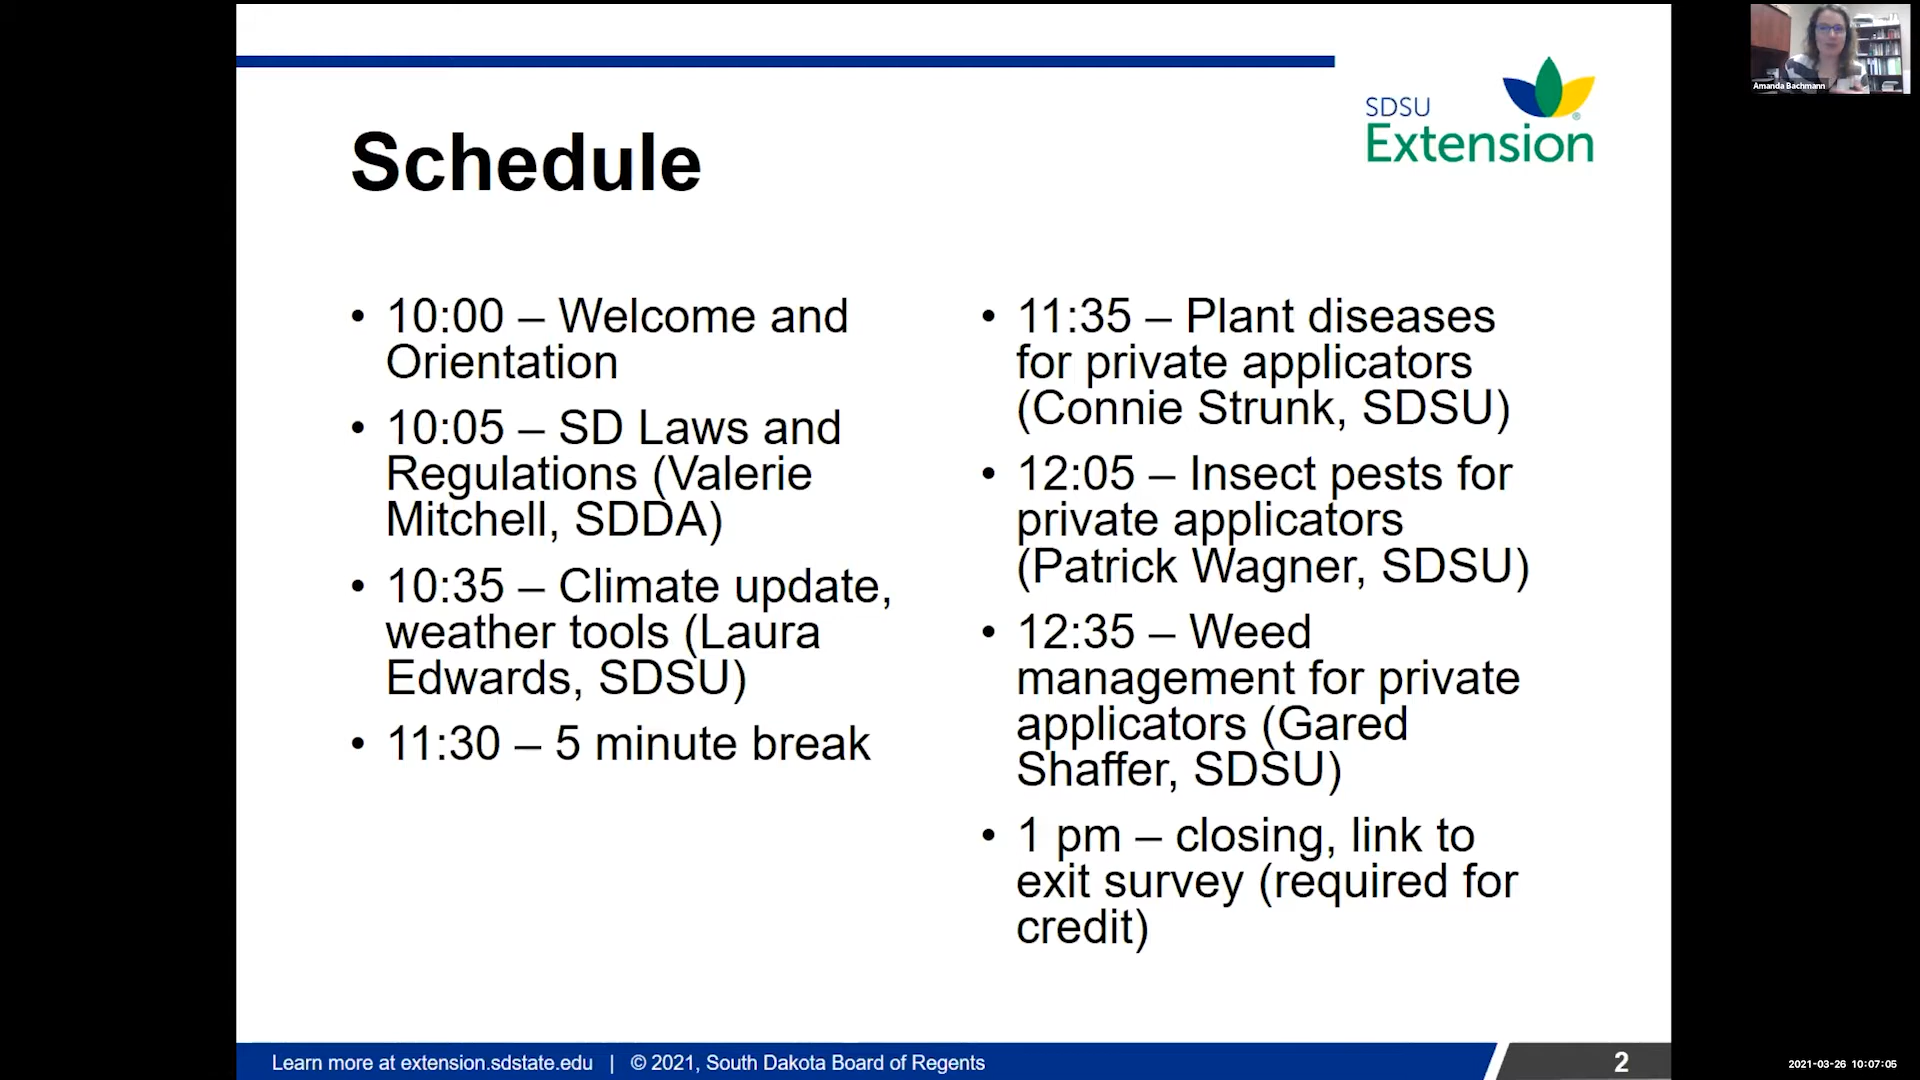 Amanda Bachmann
SDSU
Extension
Schedule
• 10:00 – Welcome and
Orientation
• 10:05 – SD Laws and
Regulations (Valerie
Mitchell, SDDA)
• 10:35 – Climate update,
weather tools (Laura
Edwards, SDSU)
• 11:30 – 5 minute break
• 11:35 – Plant diseases
for private applicators
(Connie Strunk, SDSU)
• 12:05 – Insect pests for
private applicators
(Patrick Wagner, SDSU)
• 12:35 – Weed
management for private
applicators (Gared
Shaffer, SDSU)
• 1 pm – closing, link to
exit survey (required for
credit)
Learn more at extension.sdstate.edu | © 2021, South Dakota Board of Regents
2
2021-03-26 10:07:05